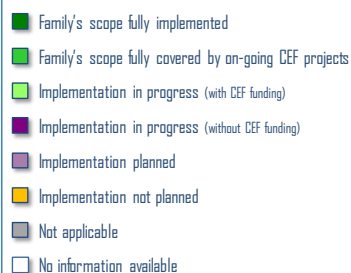 Family's scope fully implemented
Family's scope fully covered by on-going CEF projects
Implementation in progress (with CEF funding)
Implementation in progress (without CEF funding)
Implementation planned
Implementation not planned
Not applicable
No information available